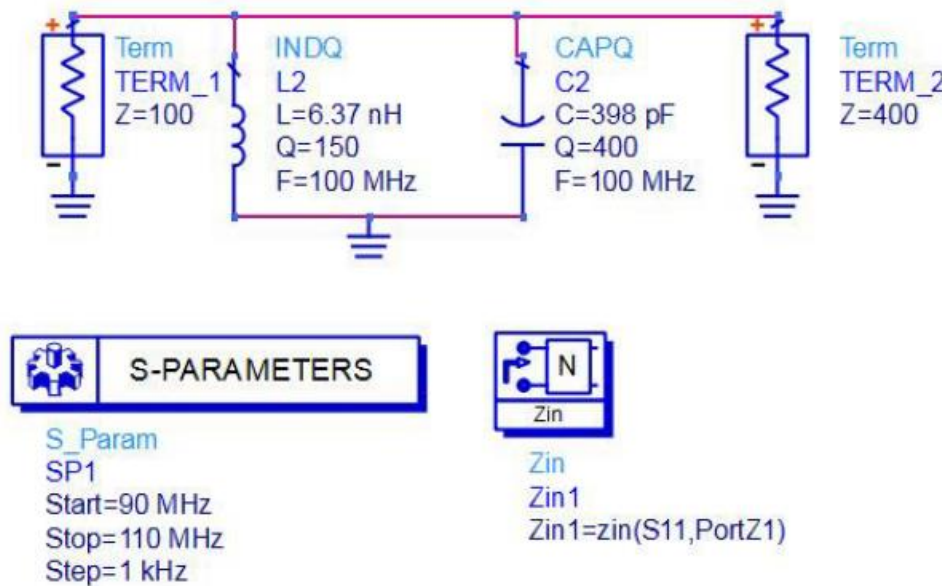 +
Term
TERM_1
Z=100
-
INDQ
L2
L=6.37 nH
Q=150
F=100 MHz
CAPQ
C2
C=398 pF
Q=400
F=100 MHz
+
Term
TERM_2
Z=400
-
S-PARAMETERS
S_Param
SP1
Start=90 MHz
Stop=110 MHz
Step=1 kHz
N
Zin
Zin
Zin1
Zin1=zin(S11,PortZ1)